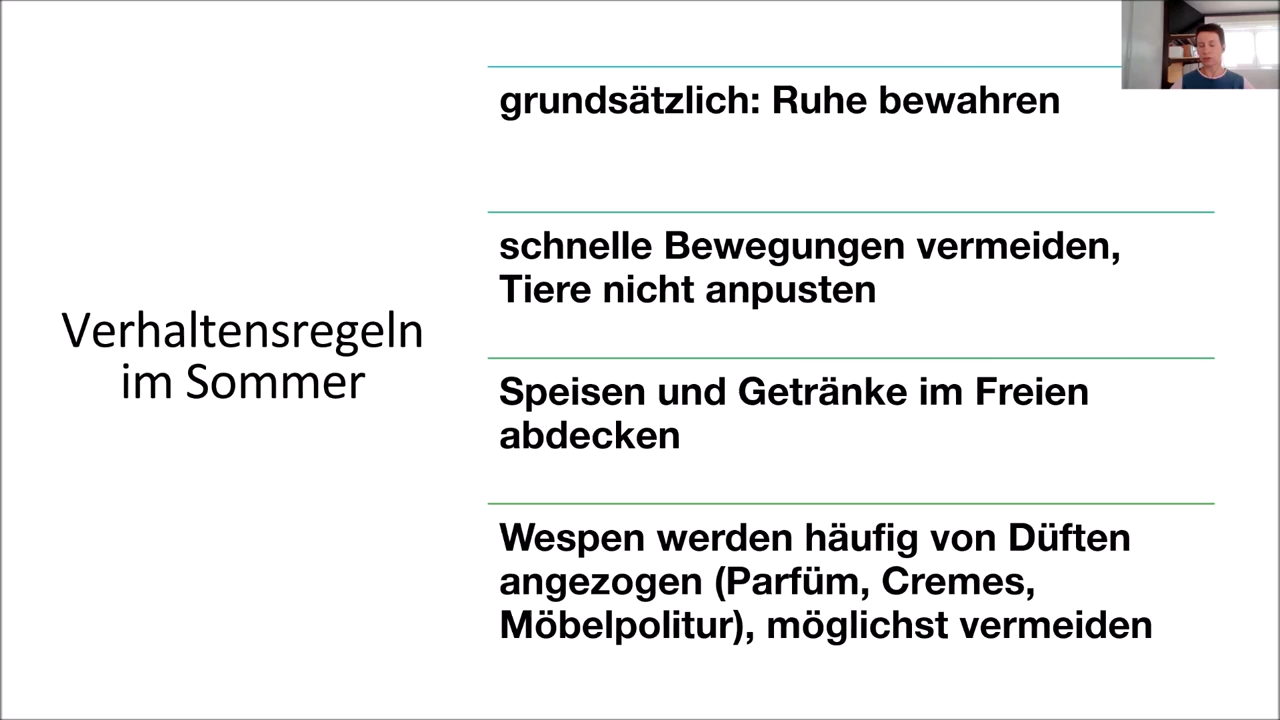 Verhaltensregeln
im Sommer
grundsätzlich: Ruhe bewahren
schnelle Bewegungen vermeiden,
Tiere nicht anpusten
Speisen und Getränke im Freien
abdecken
Wespen werden häufig von Düften
angezogen (Parfüm, Cremes,
Möbelpolitur), möglichst vermeiden